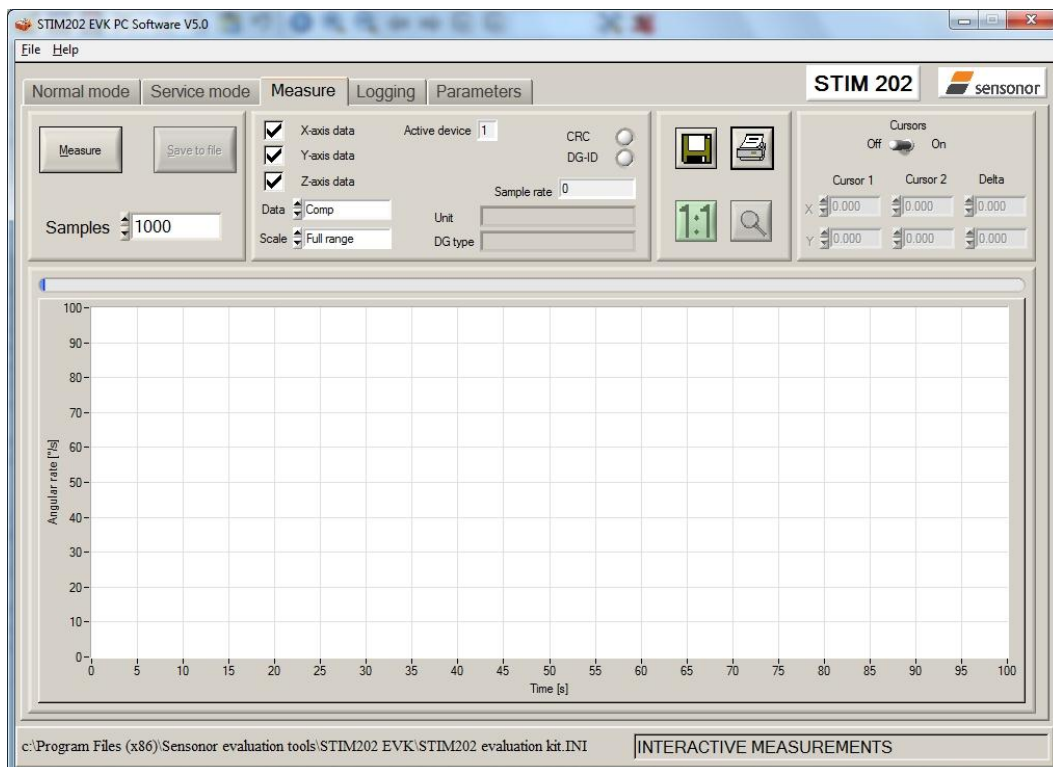 STIM202 EVK PC Software V5.0
File Help
Normal mode Service mode Measure Logging Parameters
STIM 202
sensonor
Measure
Save to file
Samples 1000
X-axis data
Y-axis data
Z-axis data
Data Comp
Scale Full range
Active device 1
CRC
DG-ID
Sample rate 0
Unit
DG type
1:1
Cursors
Off On
Cursor 1 Cursor 2 Delta
X 0.000 0.000 0.000
Y 0.000 0.000 0.000
100
90
80
70
60
50
40
30
20
10
0
Angular rate [°/s]
0 5 10 15 20 25 30 35 40 45 50 55 60 65 70 75 80 85 90 95 100
Time [s]
c:\Program Files (x86)\Sensonor evaluation tools\STIM202 EVK\STIM202 evaluation kit.INI
INTERACTIVE MEASUREMENTS